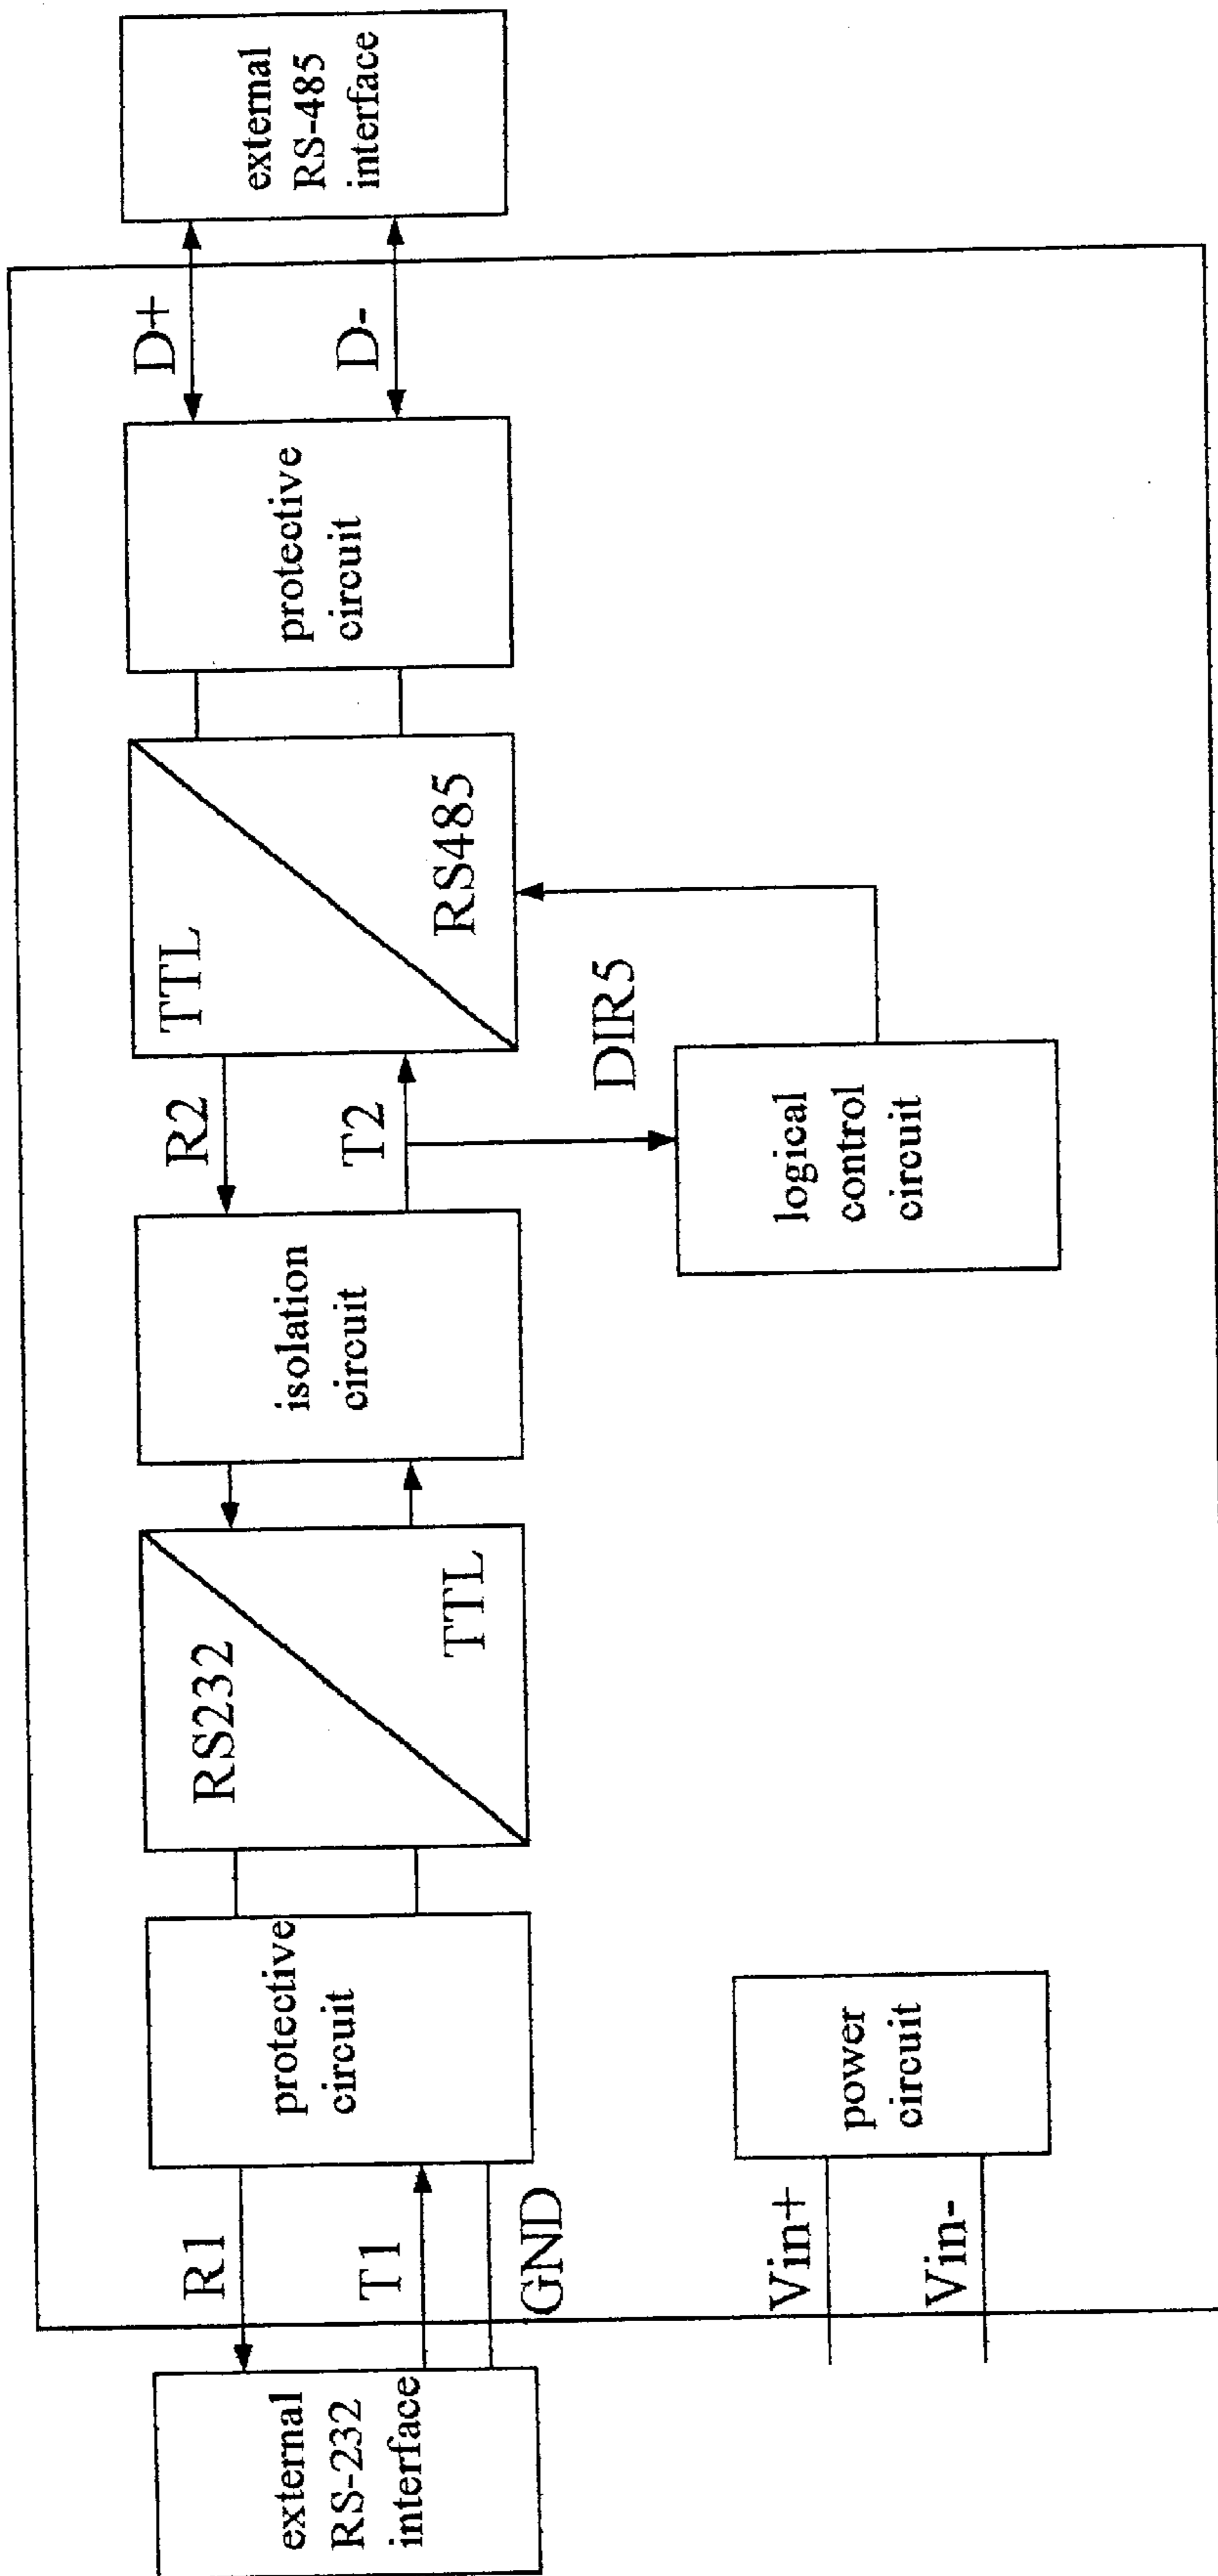 external
RS-232
interface
R1
T1
GND
protective
circuit
RS232
TTL
isolation
circuit
R2
T2
TTL
RS485
protective
circuit
D+
D-
external
RS-485
interface
DIR5
logical
control
circuit
Vin+
Vin-
power
circuit